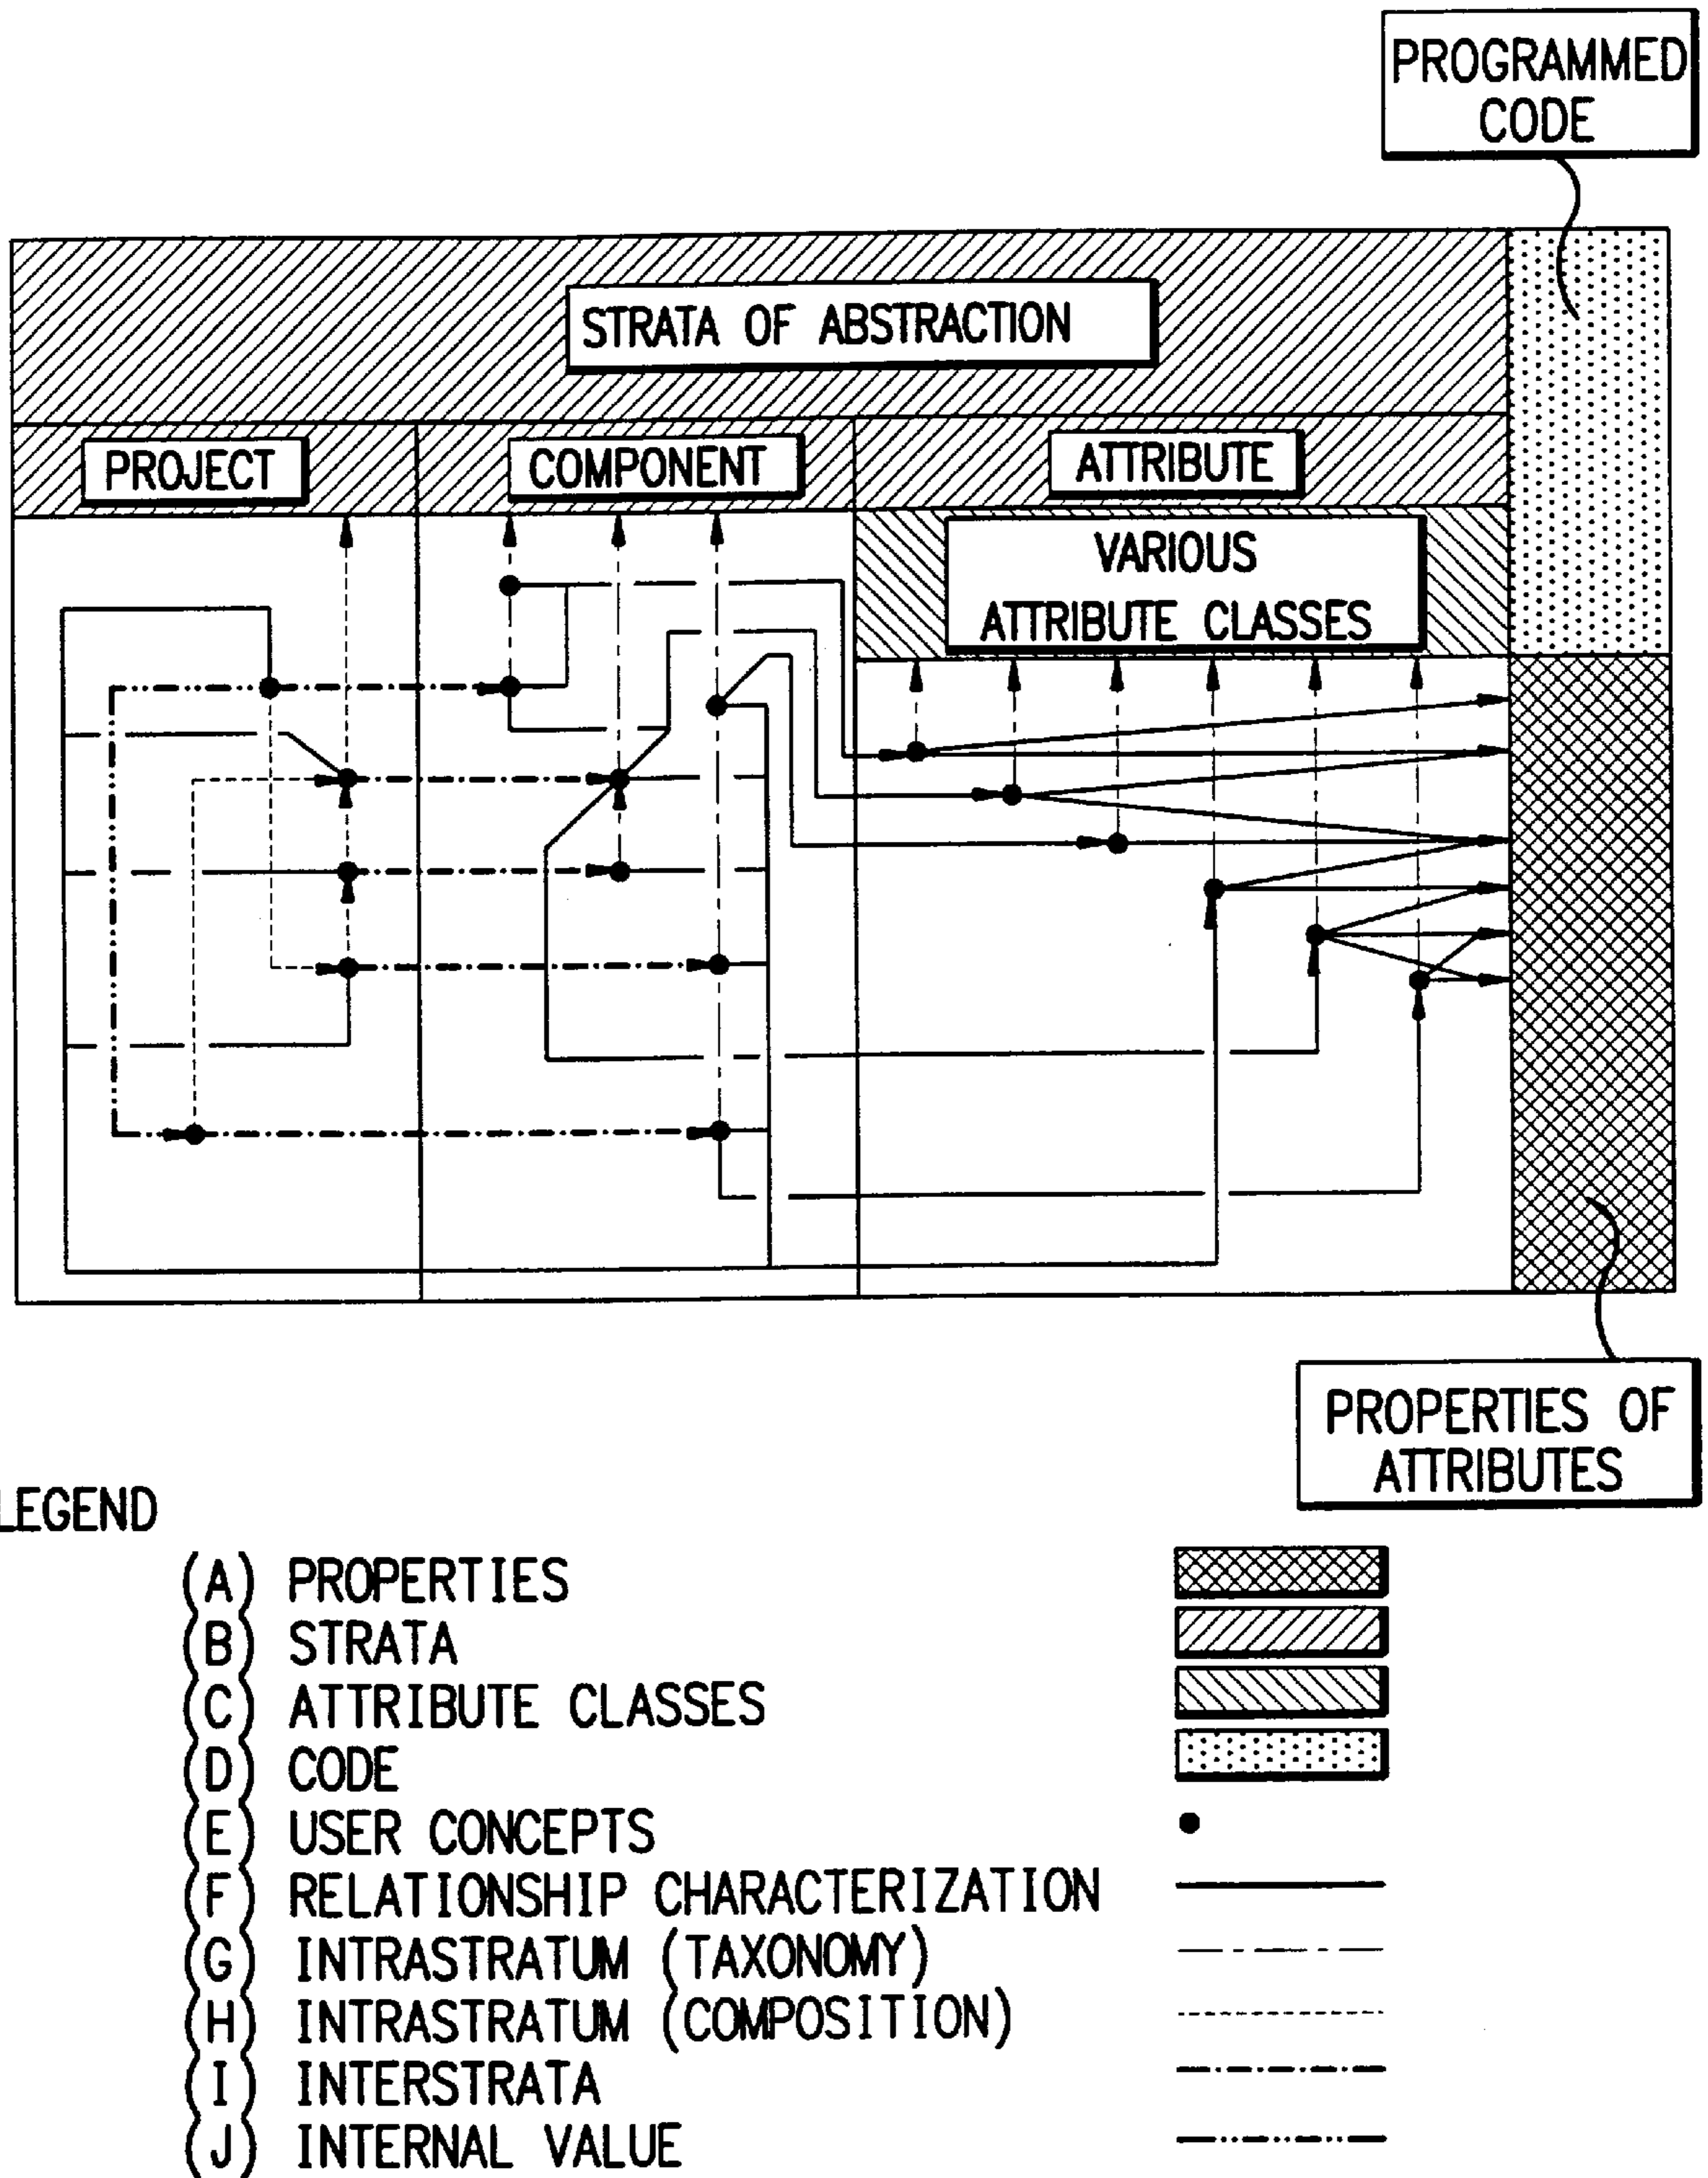 PROGRAMMED
CODE
STRATA OF ABSTRACTION
PROJECT
COMPONENT
ATTRIBUTE
VARIOUS
ATTRIBUTE CLASSES
PROPERTIES OF
ATTRIBUTES
LEGEND
(A) PROPERTIES
(B) STRATA
(C) ATTRIBUTE CLASSES
(D) CODE
(E) USER CONCEPTS
(F) RELATIONSHIP CHARACTERIZATION
(G) INTRASTRATUM (TAXONOMY)
(H) INTRASTRATUM (COMPOSITION)
(I) INTERSTRATA
(J) INTERNAL VALUE